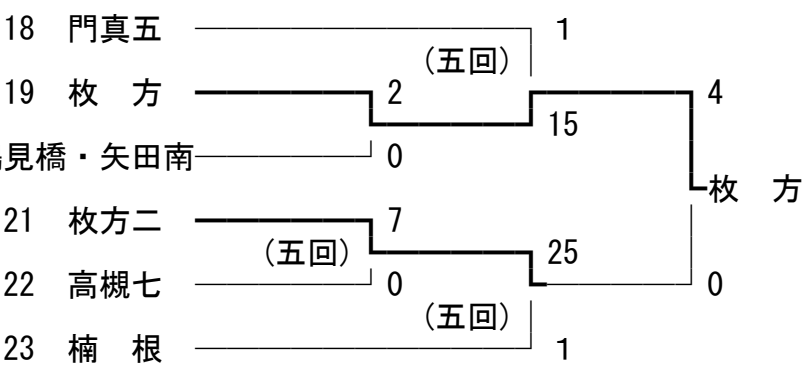 18 門真五 1
(五回)
19 枚 方 2 4
15
見橋・矢田南 0
枚 方
21 枚方二 7
(五回) 25
22 高槻七 0 0
(五回)
23 楠 根 1